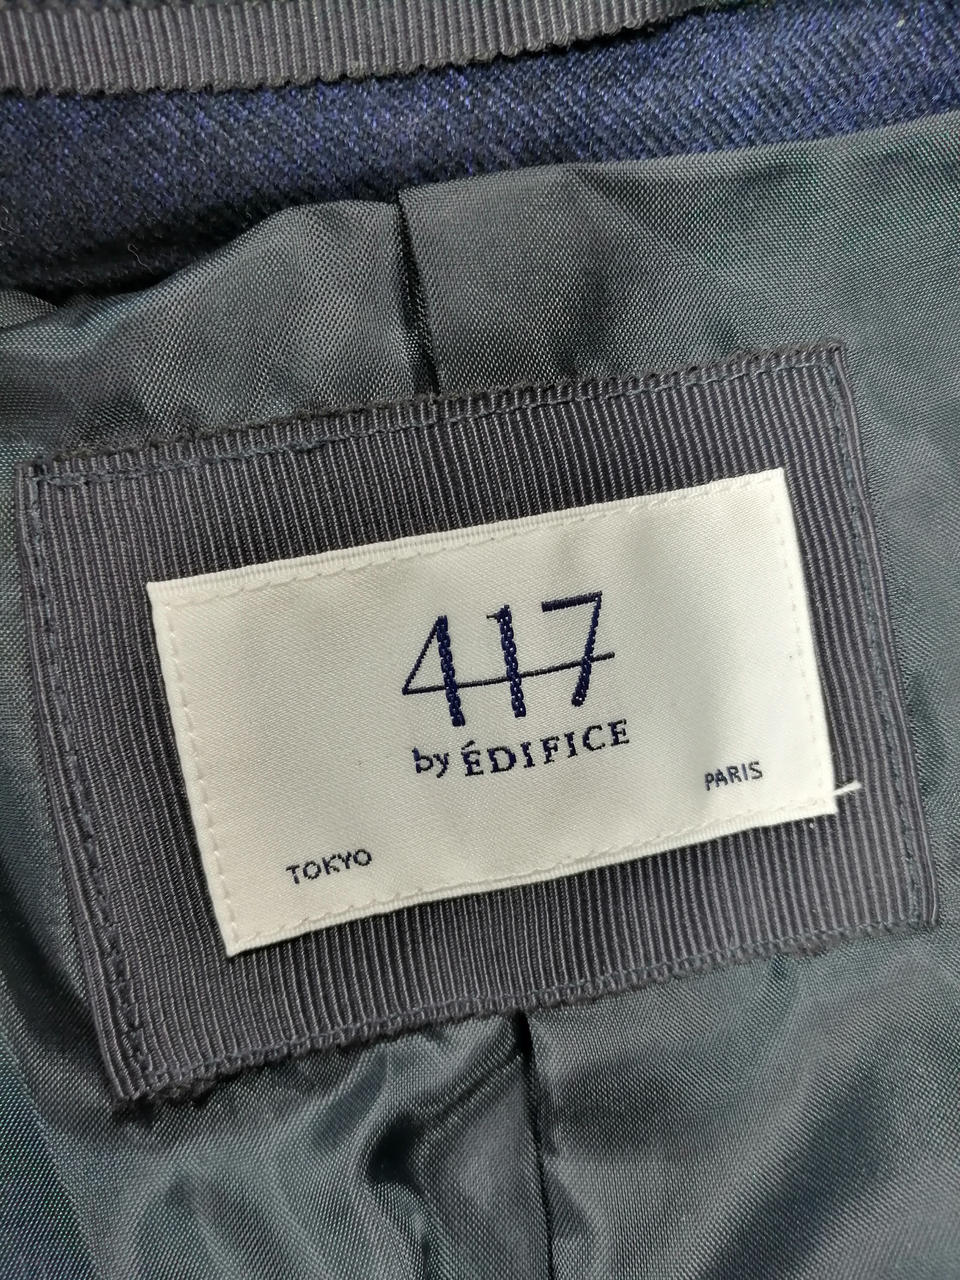 417
by ÉDIFICE
PARIS
TOKYO